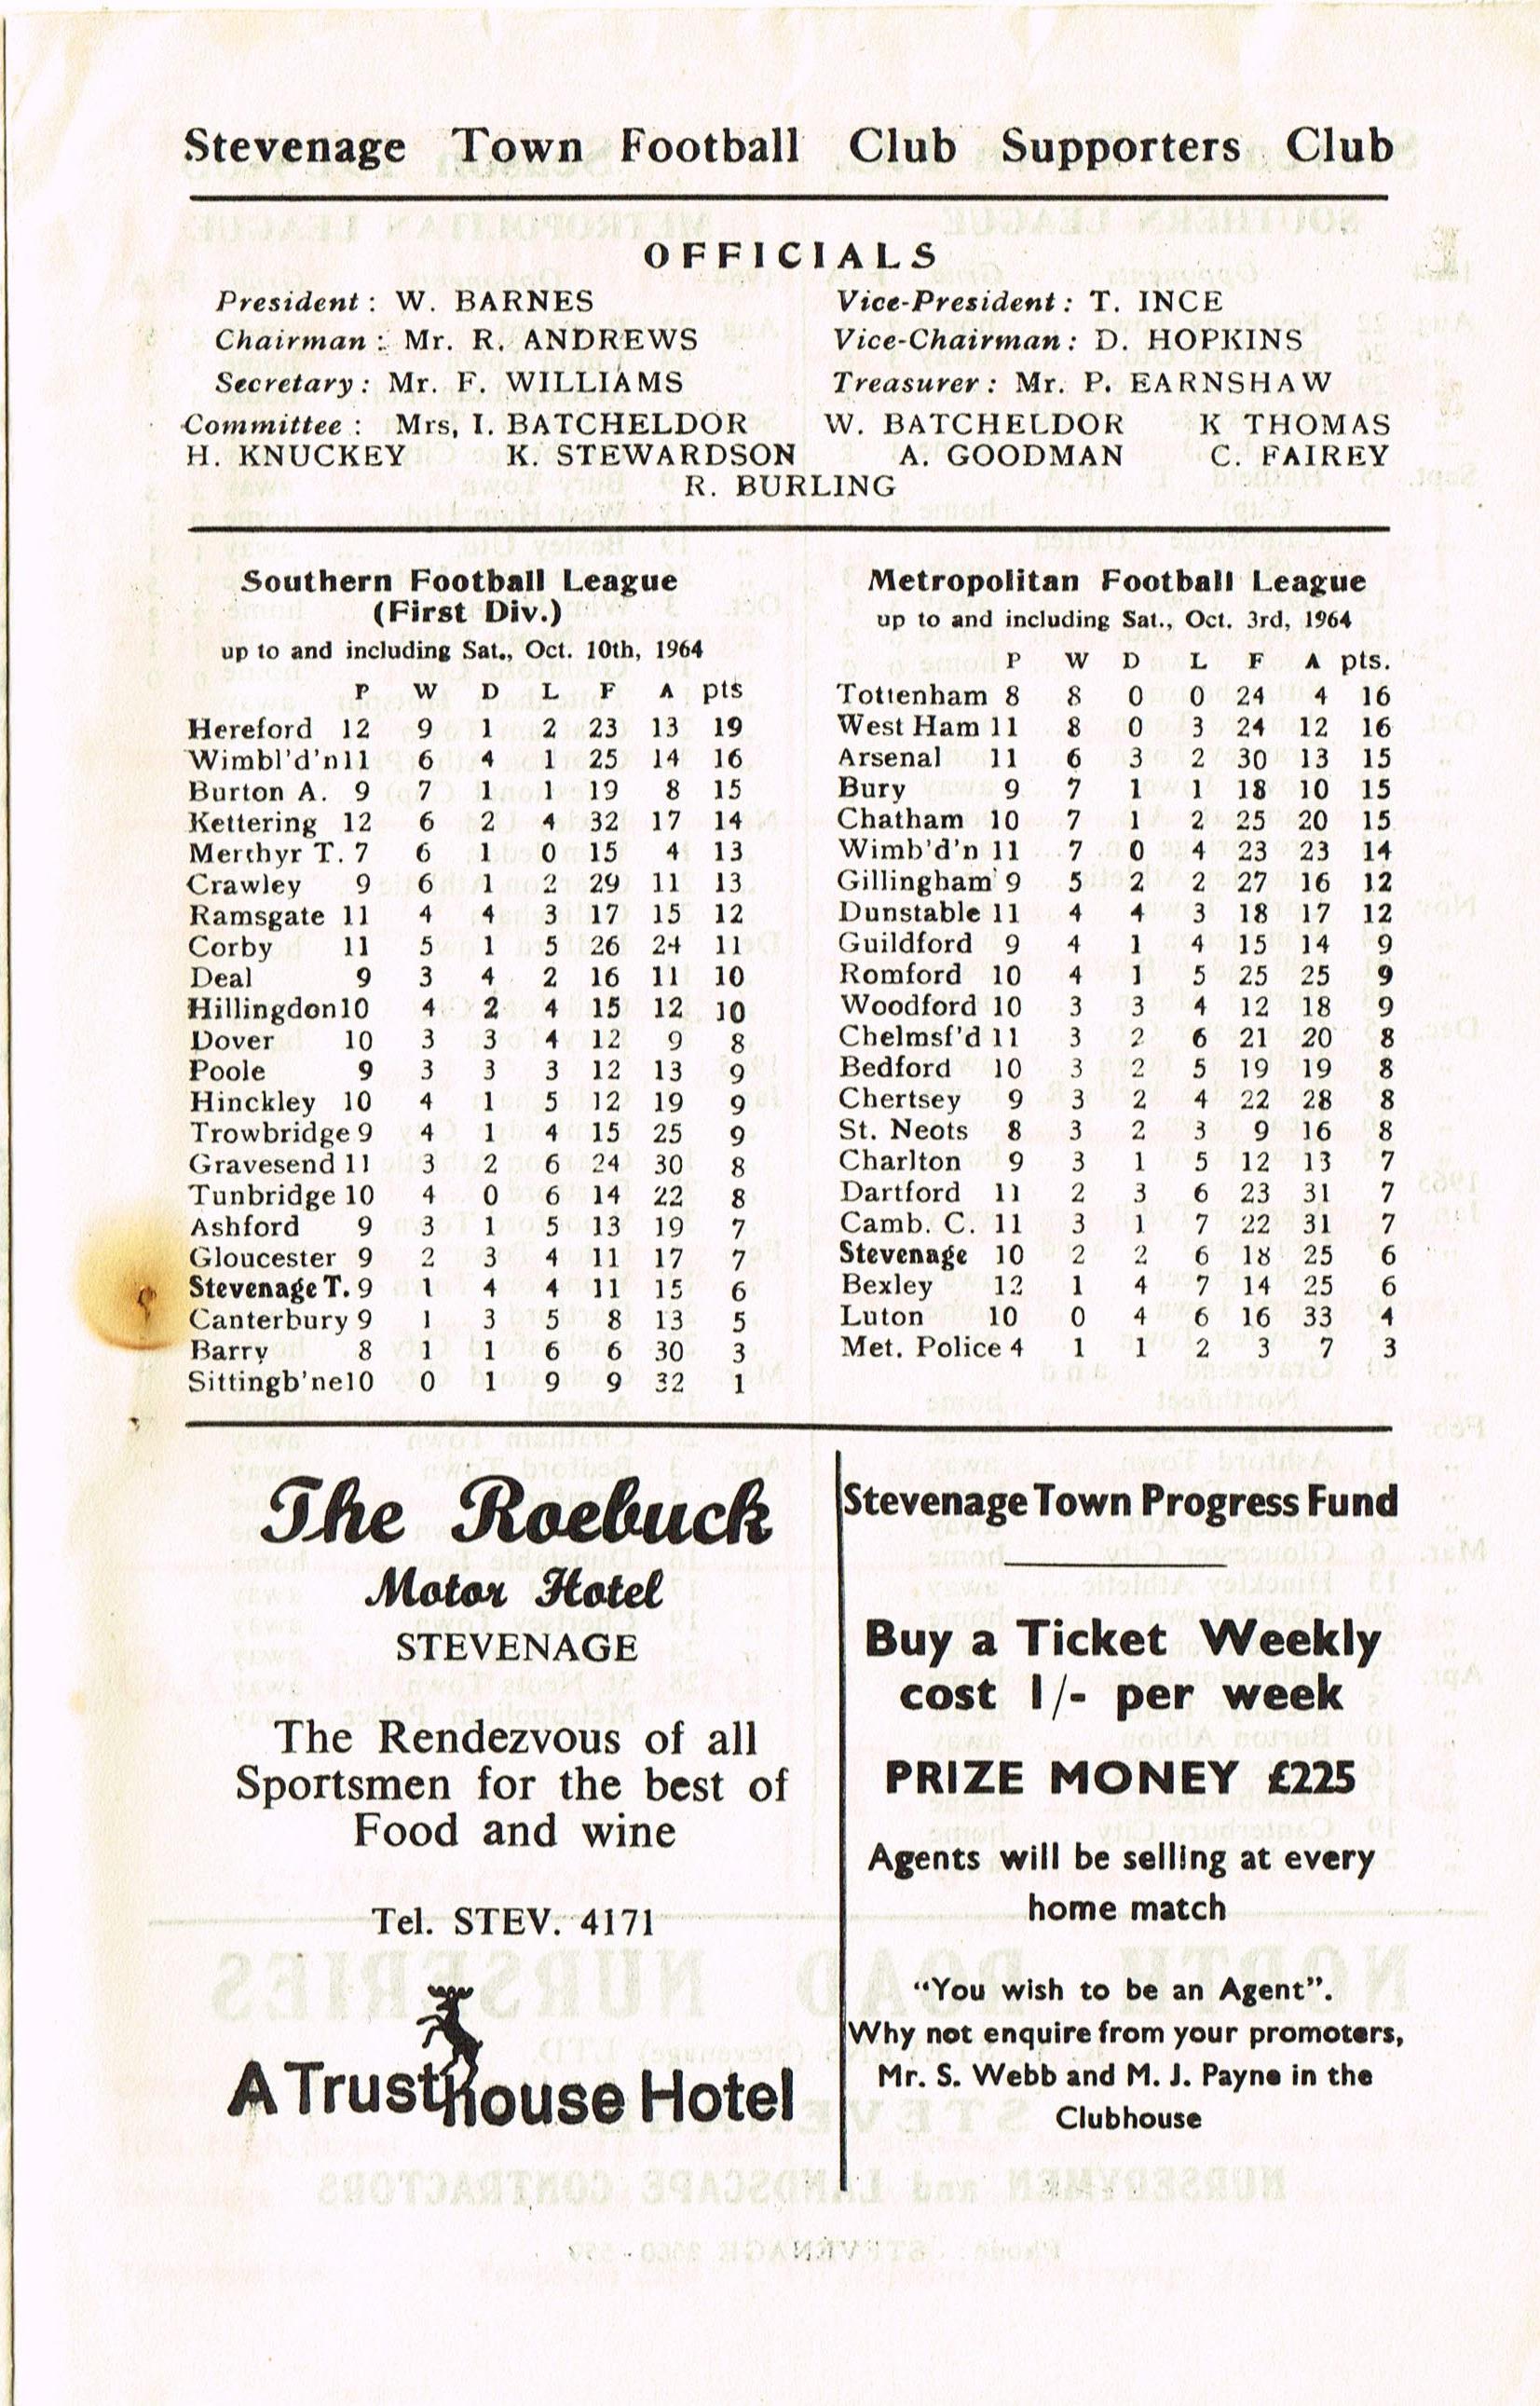 Stevenage Town Football Club Supporters Club
OFFICIALS
President : W. BARNES
Vice-President : T. INCE
Chairman : Mr. R. ANDREWS
Vice-Chairman : D. HOPKINS
Secretary : Mr. F. WILLIAMS
Treasurer : Mr. P. EARNSHAW
Committee : Mrs, I. BATCHELDOR W. BATCHELDOR K THOMAS
H. KNUCKEY K. STEWARDSON A. GOODMAN C. FAIREY
R. BURLING
Southern Football League
(First Div.)
up to and including Sat., Oct. 10th, 1964
P W D L F A pts
Hereford 12 9 1 2 23 13 19
Wimbl'd'n 11 6 4 1 25 14 16
Burton A. 9 7 1 1 19 8 15
Kettering 12 6 2 4 32 17 14
Merthyr T. 7 6 1 0 15 4 13
Crawley 9 6 1 2 29 11 13
Ramsgate 11 4 4 3 17 15 12
Corby 11 5 1 5 26 24 11
Deal 9 3 4 2 16 11 10
Hillingdon 10 4 2 4 15 12 10
Dover 10 3 3 4 12 9 8
Poole 9 3 3 3 12 13 9
Hinckley 10 4 1 5 12 19 9
Trowbridge 9 4 1 4 15 25 9
Gravesend 11 3 2 6 24 30 8
Tunbridge 10 4 0 6 14 22 8
Ashford 9 3 1 5 13 19 7
Gloucester 9 2 3 4 11 17 7
Stevenage T. 9 1 4 4 11 15 6
Canterbury 9 1 3 5 8 13 5
Barry 8 1 1 6 6 30 3
Sittingb'ne 10 0 1 9 9 32 1
Metropolitan Football League
up to and including Sat., Oct. 3rd, 1964
P W D L F A pts.
Tottenham 8 8 0 0 24 4 16
West Ham 11 8 0 3 24 12 16
Arsenal 11 6 3 2 30 13 15
Bury 9 7 1 1 18 10 15
Chatham 10 7 1 2 25 20 15
Wimb'd'n 11 7 0 4 23 23 14
Gillingham 9 5 2 2 27 16 12
Dunstable 11 4 4 3 18 17 12
Guildford 9 4 1 4 15 14 9
Romford 10 4 1 5 25 25 9
Woodford 10 3 3 4 12 18 9
Chelmsf'd 11 3 2 6 21 20 8
Bedford 10 3 2 5 19 19 8
Chertsey 9 3 2 4 22 28 8
St. Neots 8 3 2 3 9 16 8
Charlton 9 3 1 5 12 13 7
Dartford 11 2 3 6 23 31 7
Camb. C. 11 3 1 7 22 31 7
Stevenage 10 2 2 6 18 25 6
Bexley 12 1 4 7 14 25 6
Luton 10 0 4 6 16 33 4
Met. Police 4 1 1 2 3 7 3
The Roebuck
Motor Hotel
STEVENAGE
The Rendezvous of all
Sportsmen for the best of
Food and wine
Tel. STEV. 4171
A Trusthouse Hotel
Stevenage Town Progress Fund
Buy a Ticket Weekly
cost 1/- per week
PRIZE MONEY £225
Agents will be selling at every
home match
"You wish to be an Agent".
Why not enquire from your promoters,
Mr. S. Webb and M. J. Payne in the
Clubhouse